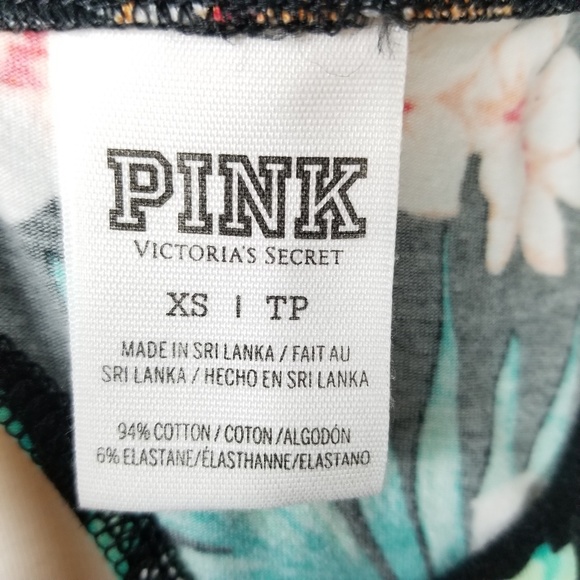 PINK
VICTORIA'S SECRET
XS | TP
MADE IN SRI LANKA / FAIT AU
SRI LANKA / HECHO EN SRI LANKA
94% COTTON / COTON / ALGODÓN
6% ELASTANE/ÉLASTHANNE/ELASTANO